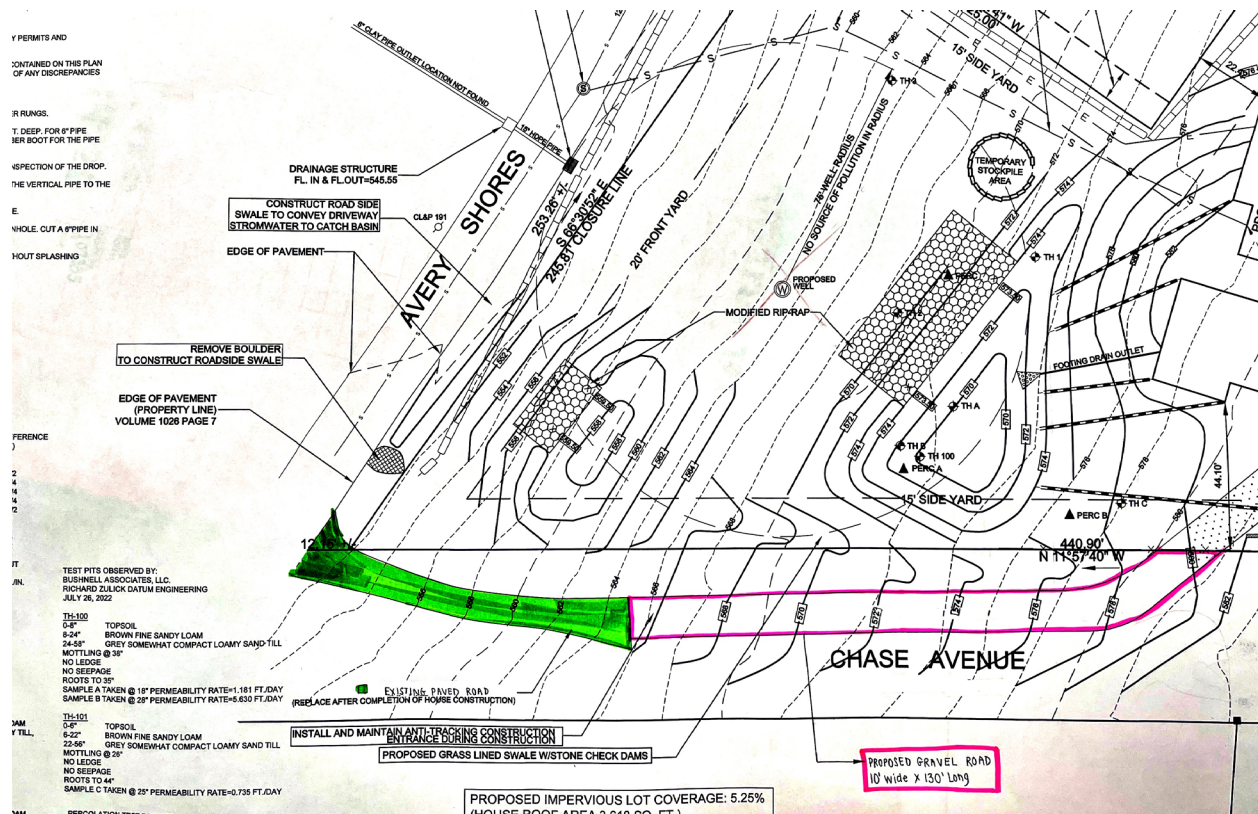 Y PERMITS AND
CONTAINED ON THIS PLAN
OF ANY DISCREPANCIES
ER RUNGS.
T. DEEP. FOR 6" PIPE
BER BOOT FOR THE PIPE
NSPECTION OF THE DROP.
THE VERTICAL PIPE TO THE
E.
NHOLE. CUT A 6"PIPE IN
HOUT SPLASHING
FFERENCE
6" CLAY PIPE OUTLET LOCATION NOT FOUND
18" HDPE PIPE
DRAINAGE STRUCTURE
FL. IN & FL.OUT=545.55
CONSTRUCT ROAD SIDE
SWALE TO CONVEY DRIVEWAY
STROMWATER TO CATCH BASIN
CL&P 191
EDGE OF PAVEMENT
AVERY SHORES
253.26' +/-
S 66°30'52" E
245.81' CLOSURE LINE
20' FRONT YARD
75' WELL RADIUS
NO SOURCE OF POLLUTION IN RADIUS
15' SIDE YARD
TH 3
TEMPORARY
STOCKPILE
AREA
TH 1
PERC
TH 2
W
PROPOSED
WELL
MODIFIED RIP-RAP
FOOTING DRAIN OUTLET
REMOVE BOULDER
TO CONSTRUCT ROADSIDE SWALE
EDGE OF PAVEMENT
(PROPERTY LINE)
VOLUME 1026 PAGE 7
TH A
TH B
TH 100
PERC A
15' SIDE YARD
TH C
PERC B
44.10'
440.90'
N 11°57'40" W
CHASE AVENUE
TEST PITS OBSERVED BY:
BUSHNELL ASSOCIATES, LLC.
RICHARD ZULICK DATUM ENGINEERING
JULY 26, 2022
TH-100
0-8" TOPSOIL
8-24" BROWN FINE SANDY LOAM
24-58" GREY SOMEWHAT COMPACT LOAMY SAND TILL
MOTTLING @ 38"
NO LEDGE
NO SEEPAGE
ROOTS TO 35"
SAMPLE A TAKEN @ 18" PERMEABILITY RATE=1.181 FT./DAY
SAMPLE B TAKEN @ 28" PERMEABILITY RATE=5.630 FT./DAY
TH-101
0-6" TOPSOIL
6-22" BROWN FINE SANDY LOAM
22-56" GREY SOMEWHAT COMPACT LOAMY SAND TILL
MOTTLING @ 26"
NO LEDGE
NO SEEPAGE
ROOTS TO 44"
SAMPLE C TAKEN @ 25" PERMEABILITY RATE=0.735 FT./DAY
EXISTING PAVED ROAD
(REPLACE AFTER COMPLETION OF HOUSE CONSTRUCTION)
INSTALL AND MAINTAIN ANTI-TRACKING CONSTRUCTION
ENTRANCE DURING CONSTRUCTION
PROPOSED GRASS LINED SWALE W/STONE CHECK DAMS
PROPOSED GRAVEL ROAD
10' Wide X 130' Long
PROPOSED IMPERVIOUS LOT COVERAGE: 5.25%